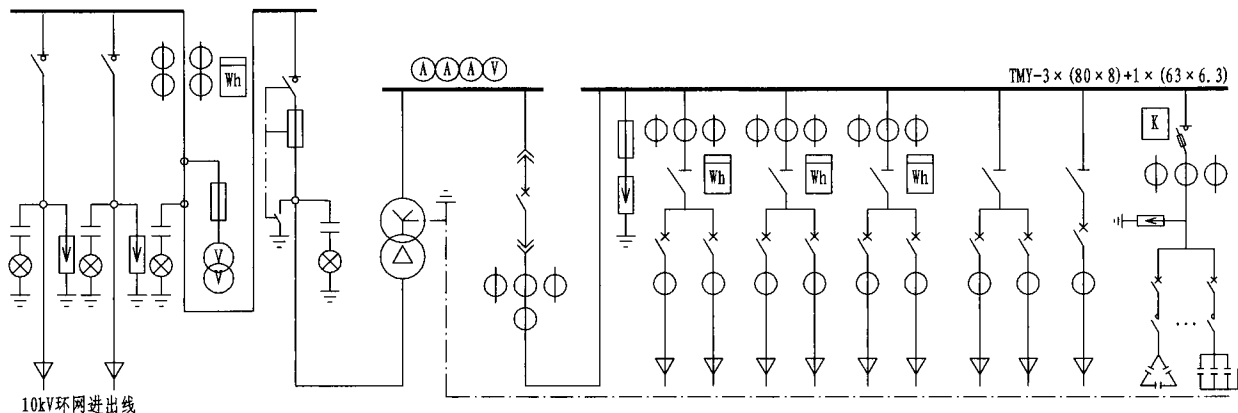 A A A V
TMY-3×(80×8)+1×(63×6.3)
Wh
K
Wh Wh Wh
V
V
10kV环网进出线